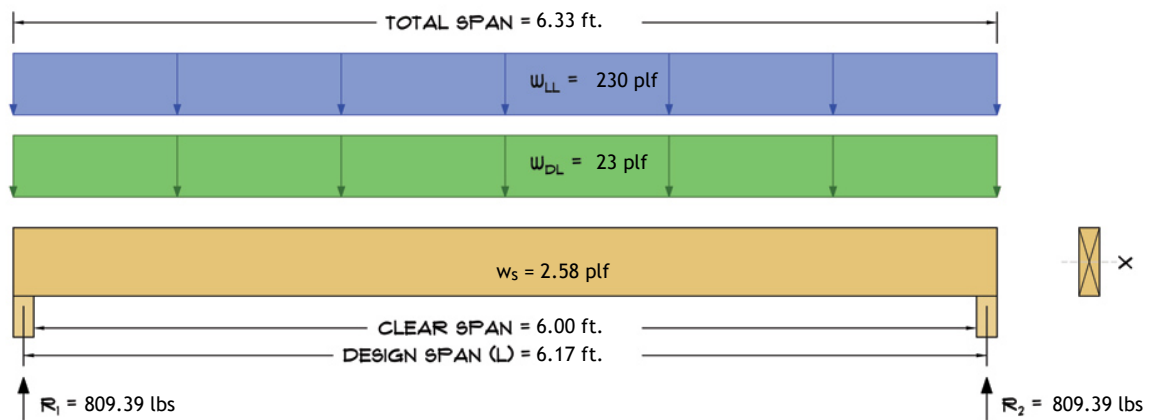 TOTAL SPAN = 6.33 ft.
wLL = 230 plf
wDL = 23 plf
ws = 2.58 plf
X
CLEAR SPAN = 6.00 ft.
DESIGN SPAN (L) = 6.17 ft.
R1 = 809.39 lbs
R2 = 809.39 lbs